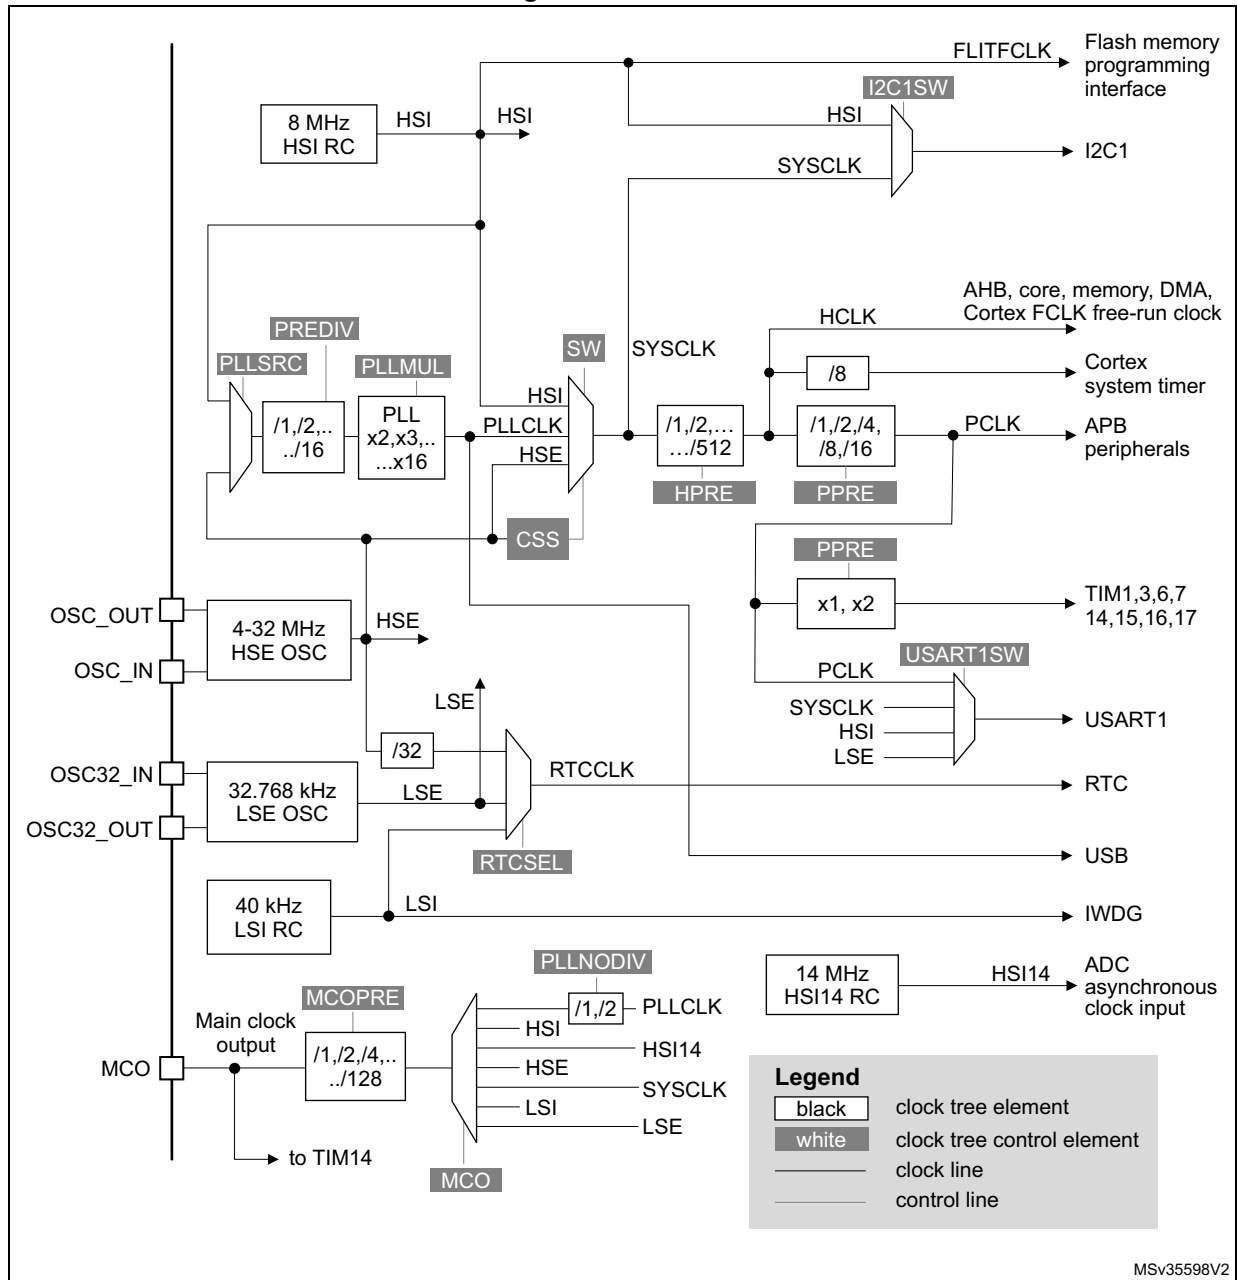 FLITFCLK
Flash memory
programming
interface
I2C1SW
8 MHz
HSI RC
HSI
HSI
HSI
I2C1
SYSCLK
AHB, core, memory, DMA,
Cortex FCLK free-run clock
HCLK
PREDIV
PLLSRC
PLLMUL
SW
SYSCLK
/8
Cortex
system timer
HSI
/1,/2,..
../16
PLL
x2,x3,..
...x16
PLLCLK
HSE
/1,/2,…
…/512
/1,/2,/4,
/8,/16
PCLK
APB
peripherals
HPRE
PPRE
CSS
PPRE
OSC_OUT
4-32 MHz
HSE OSC
HSE
x1, x2
TIM1,3,6,7
14,15,16,17
OSC_IN
USART1SW
PCLK
LSE
SYSCLK
HSI
LSE
USART1
/32
OSC32_IN
32.768 kHz
LSE OSC
LSE
RTCCLK
RTC
OSC32_OUT
RTCSEL
USB
40 kHz
LSI RC
LSI
IWDG
PLLNODIV
14 MHz
HSI14 RC
HSI14
ADC
asynchronous
clock input
MCOPRE
/1,/2
PLLCLK
Main clock
output
HSI
HSI14
MCO
/1,/2,/4,..
../128
HSE
SYSCLK
LSI
LSE
to TIM14
MCO
Legend
black
clock tree element
white
clock tree control element
clock line
control line
MSv35598V2